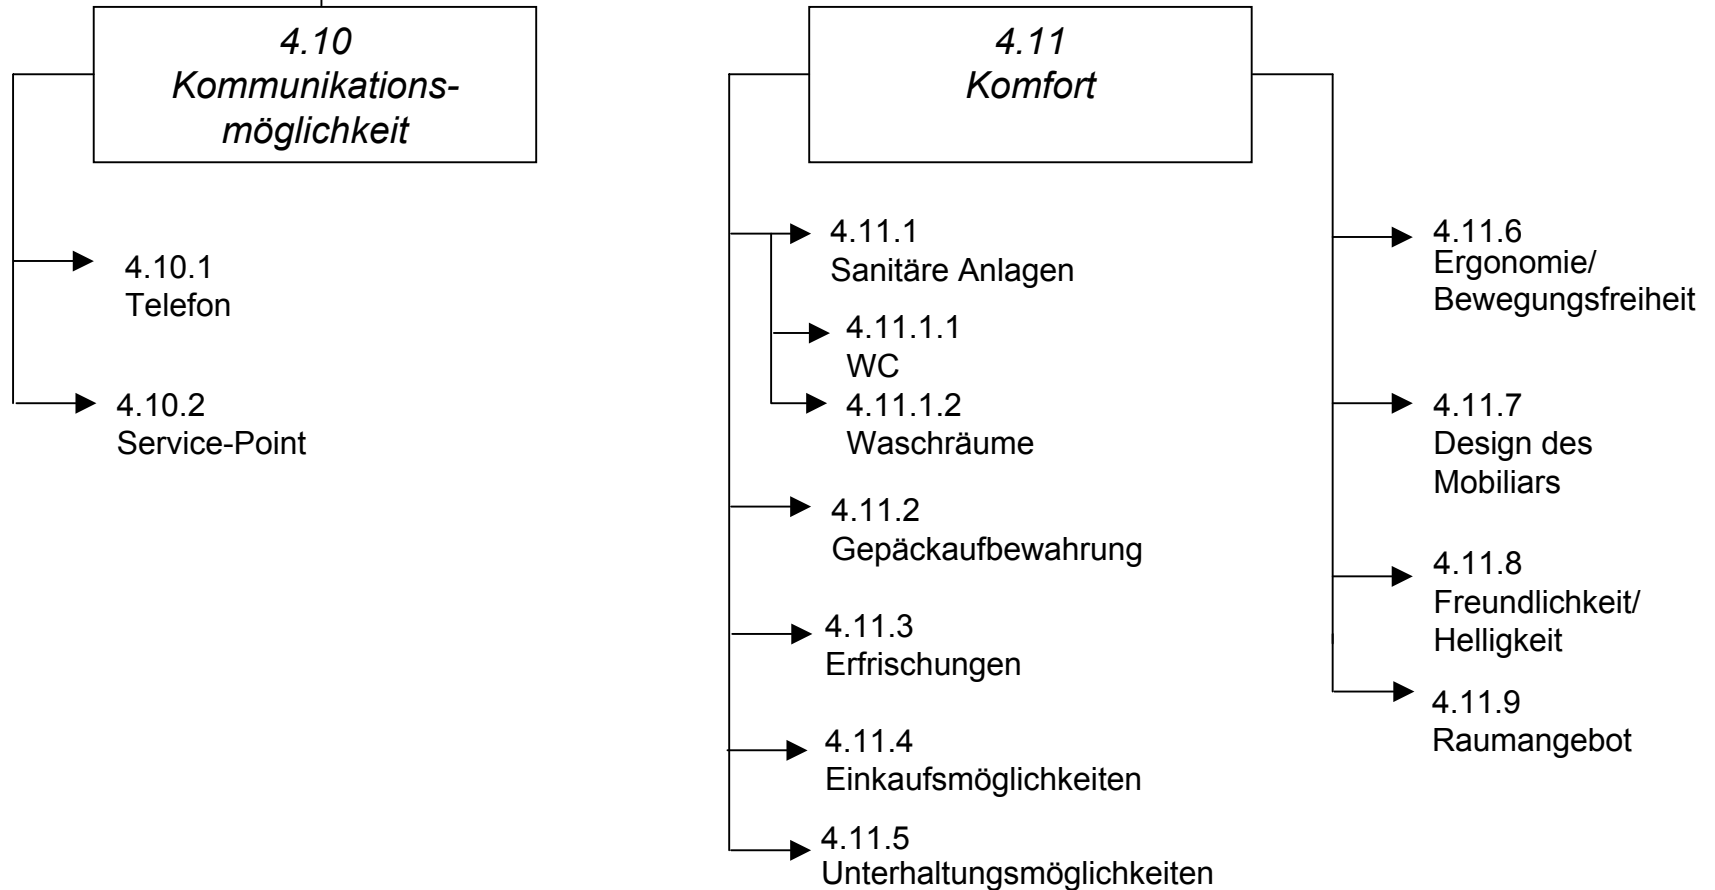 4.10
Kommunikations-
möglichkeit
4.10.1
Telefon
4.10.2
Service-Point
4.11
Komfort
4.11.1
Sanitäre Anlagen
4.11.1.1
WC
4.11.1.2
Waschräume
4.11.2
Gepäckaufbewahrung
4.11.3
Erfrischungen
4.11.4
Einkaufsmöglichkeiten
4.11.5
Unterhaltungsmöglichkeiten
4.11.6
Ergonomie/
Bewegungsfreiheit
4.11.7
Design des
Mobiliars
4.11.8
Freundlichkeit/
Helligkeit
4.11.9
Raumangebot